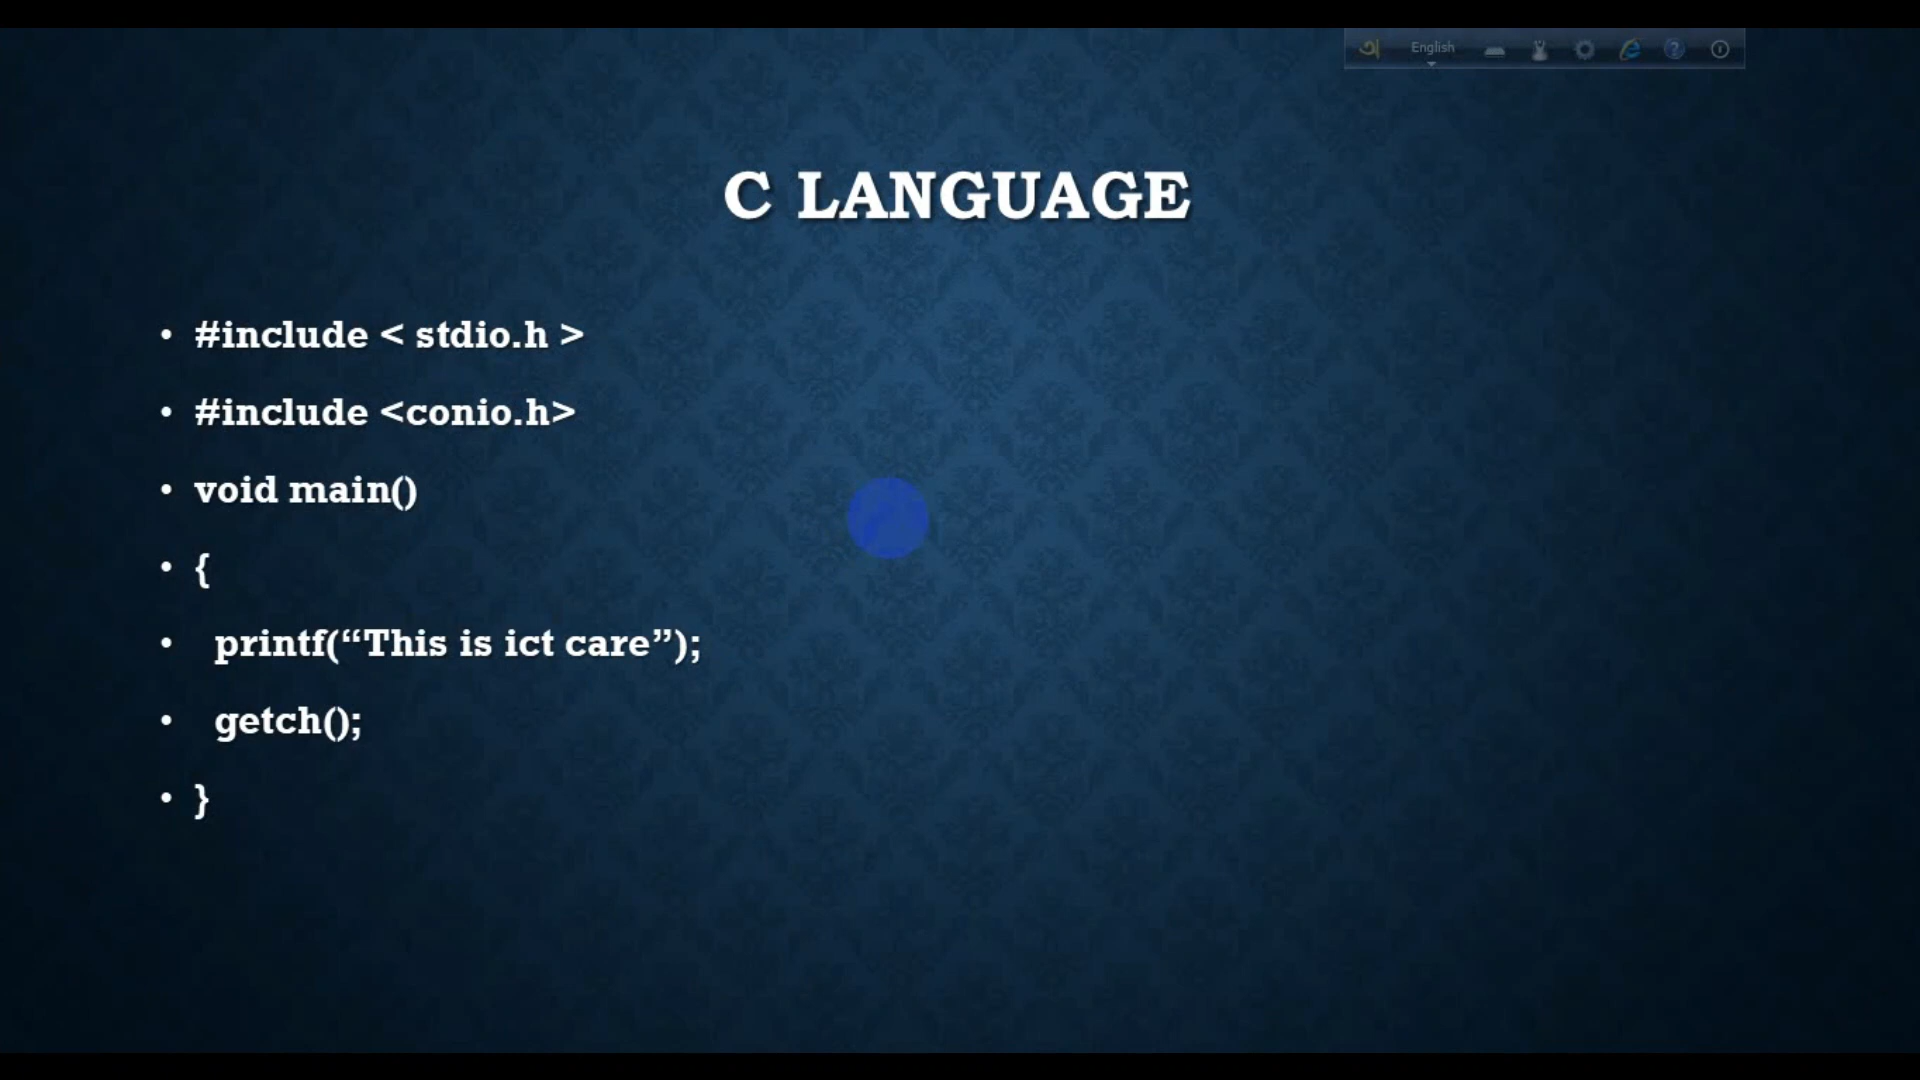 English
C LANGUAGE
• #include < stdio.h >
• #include <conio.h>
• void main()
• {
• printf(“This is ict care”);
• getch();
• }